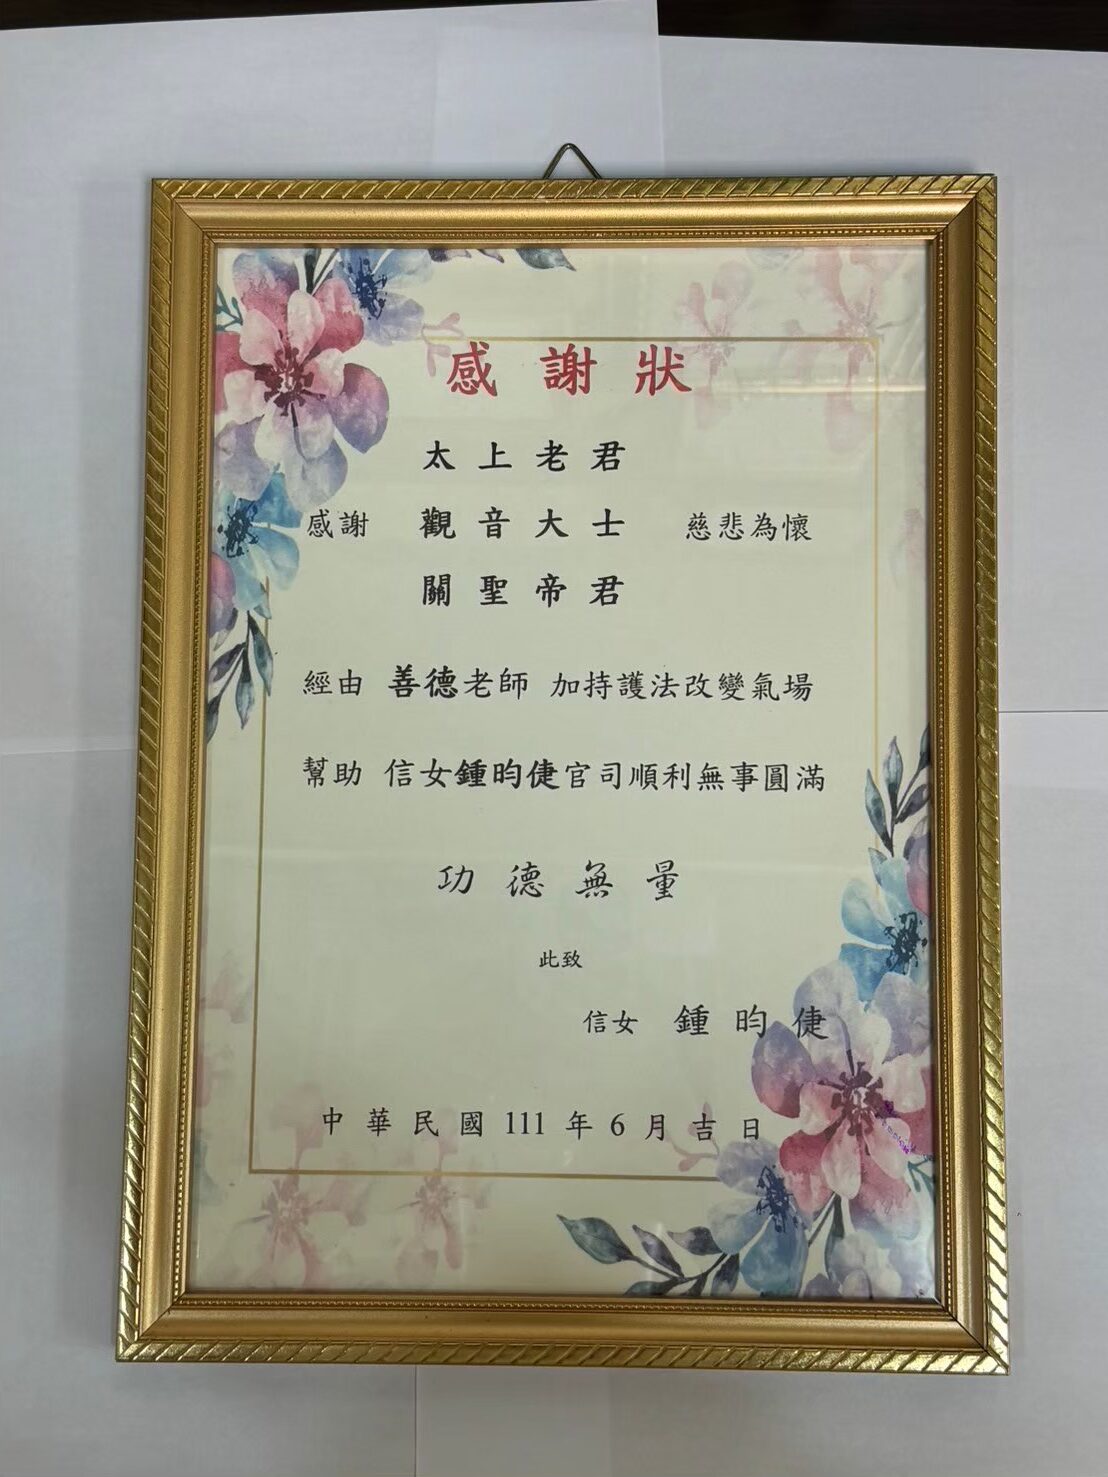 感謝狀
太上老君
感謝 觀音大士 慈悲為懷
關聖帝君
經由 善德老師 加持護法改變氣場
幫助 信女鍾昀倢官司順利無事圓滿
功德無量
此致
信女 鍾昀倢
中華民國111年6月吉日